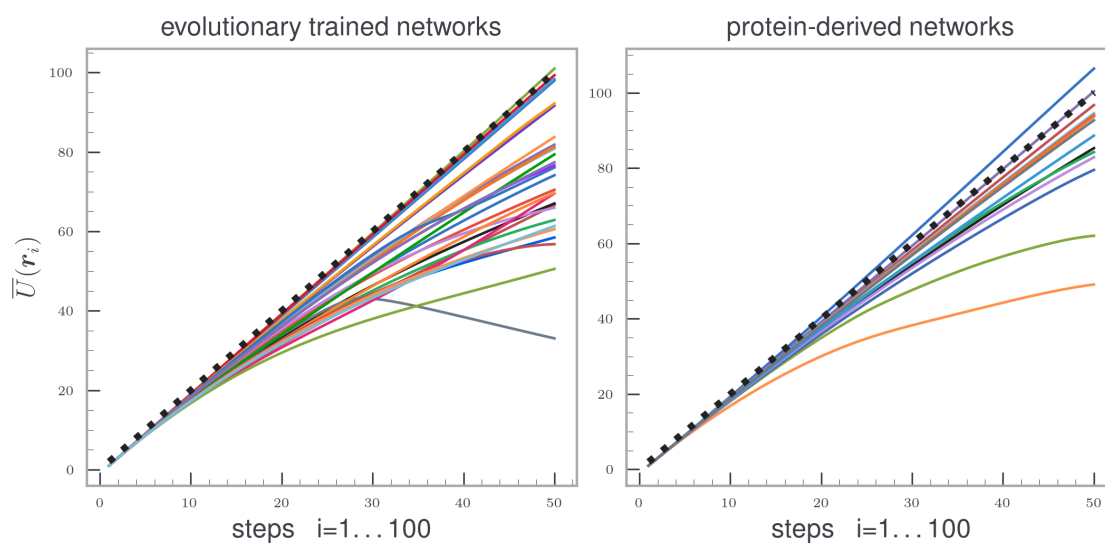 evolutionary trained networks
protein-derived networks
U̅(rᵢ)
100
80
60
40
20
0
0 10 20 30 40 50
steps i=1...100
100
80
60
40
20
0
0 10 20 30 40 50
steps i=1...100